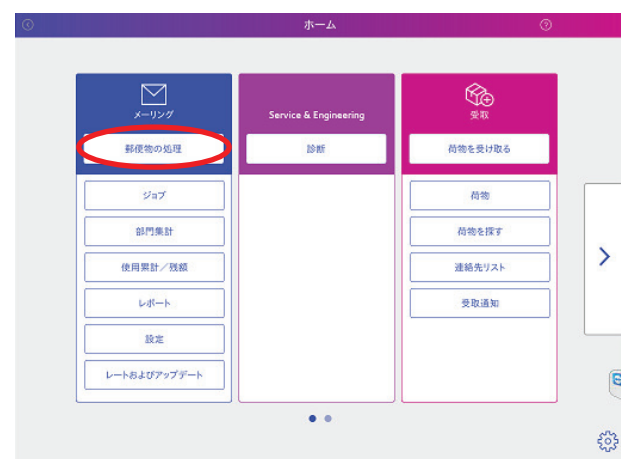 ホーム
メーリング
郵便物の処理
ジョブ
部門集計
使用累計／残額
レポート
設定
レートおよびアップデート
Service & Engineering
診断
受取
荷物を受け取る
荷物
荷物を探す
連絡先リスト
受取通知